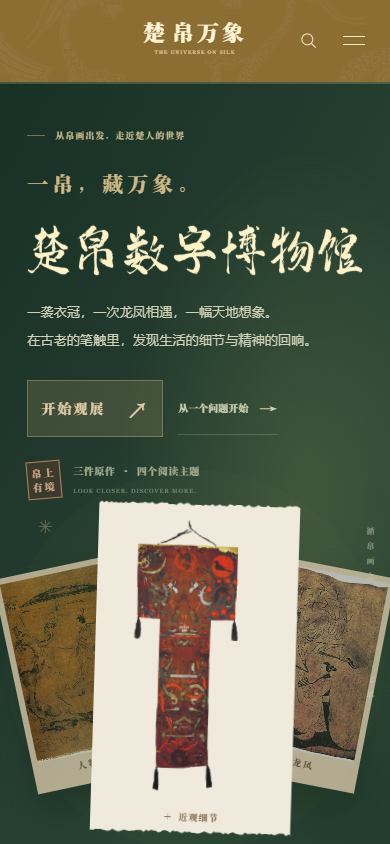 楚帛万象
THE UNIVERSE ON SILK
从帛画出发，走近楚人的世界
一帛，藏万象。
楚帛数字博物馆
一袭衣冠，一次龙凤相遇，一幅天地想象。
在古老的笔触里，发现生活的细节与精神的回响。
开始观展
从一个问题开始
帛上
有境
三件原作 · 四个阅读主题
LOOK CLOSER, DISCOVER MORE.
循帛画
人物
龙凤
+ 近观细节